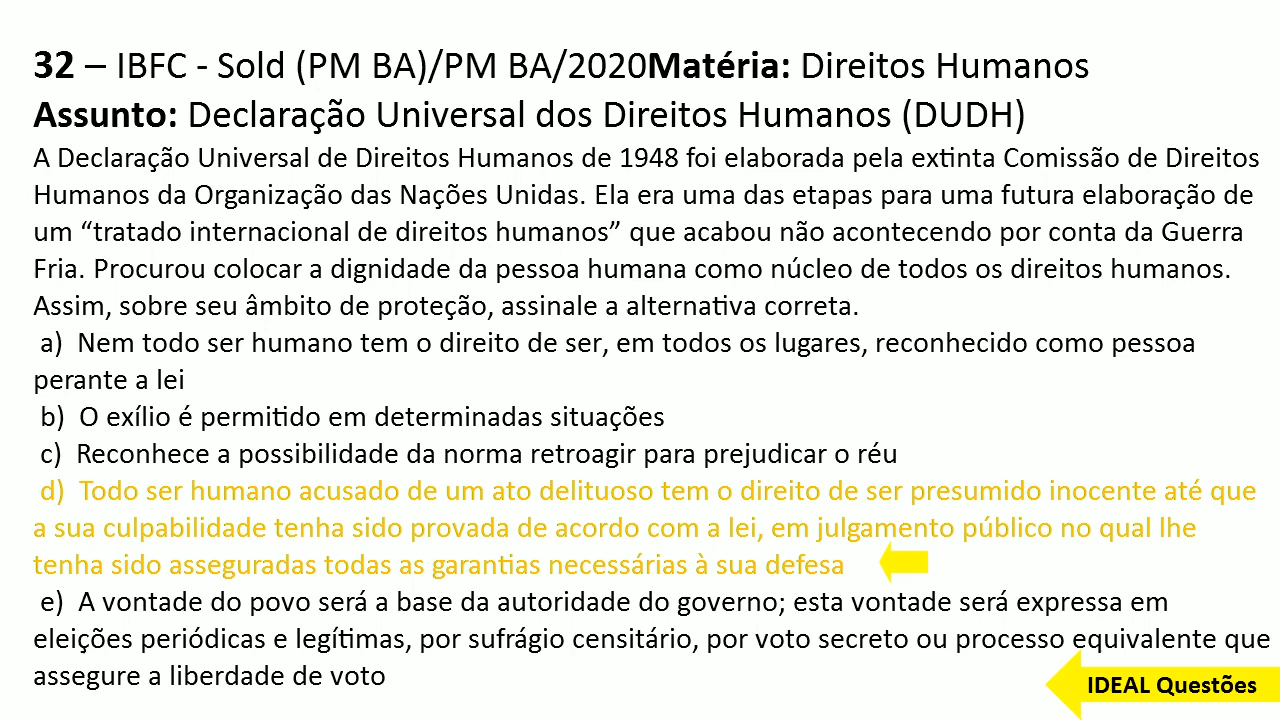 32 – IBFC - Sold (PM BA)/PM BA/2020Matéria: Direitos Humanos
Assunto: Declaração Universal dos Direitos Humanos (DUDH)
A Declaração Universal de Direitos Humanos de 1948 foi elaborada pela extinta Comissão de Direitos
Humanos da Organização das Nações Unidas. Ela era uma das etapas para uma futura elaboração de
um “tratado internacional de direitos humanos” que acabou não acontecendo por conta da Guerra
Fria. Procurou colocar a dignidade da pessoa humana como núcleo de todos os direitos humanos.
Assim, sobre seu âmbito de proteção, assinale a alternativa correta.
a) Nem todo ser humano tem o direito de ser, em todos os lugares, reconhecido como pessoa
perante a lei
b) O exílio é permitido em determinadas situações
c) Reconhece a possibilidade da norma retroagir para prejudicar o réu
d) Todo ser humano acusado de um ato delituoso tem o direito de ser presumido inocente até que
a sua culpabilidade tenha sido provada de acordo com a lei, em julgamento público no qual lhe
tenha sido asseguradas todas as garantias necessárias à sua defesa
e) A vontade do povo será a base da autoridade do governo; esta vontade será expressa em
eleições periódicas e legítimas, por sufrágio censitário, por voto secreto ou processo equivalente que
assegure a liberdade de voto
IDEAL Questões